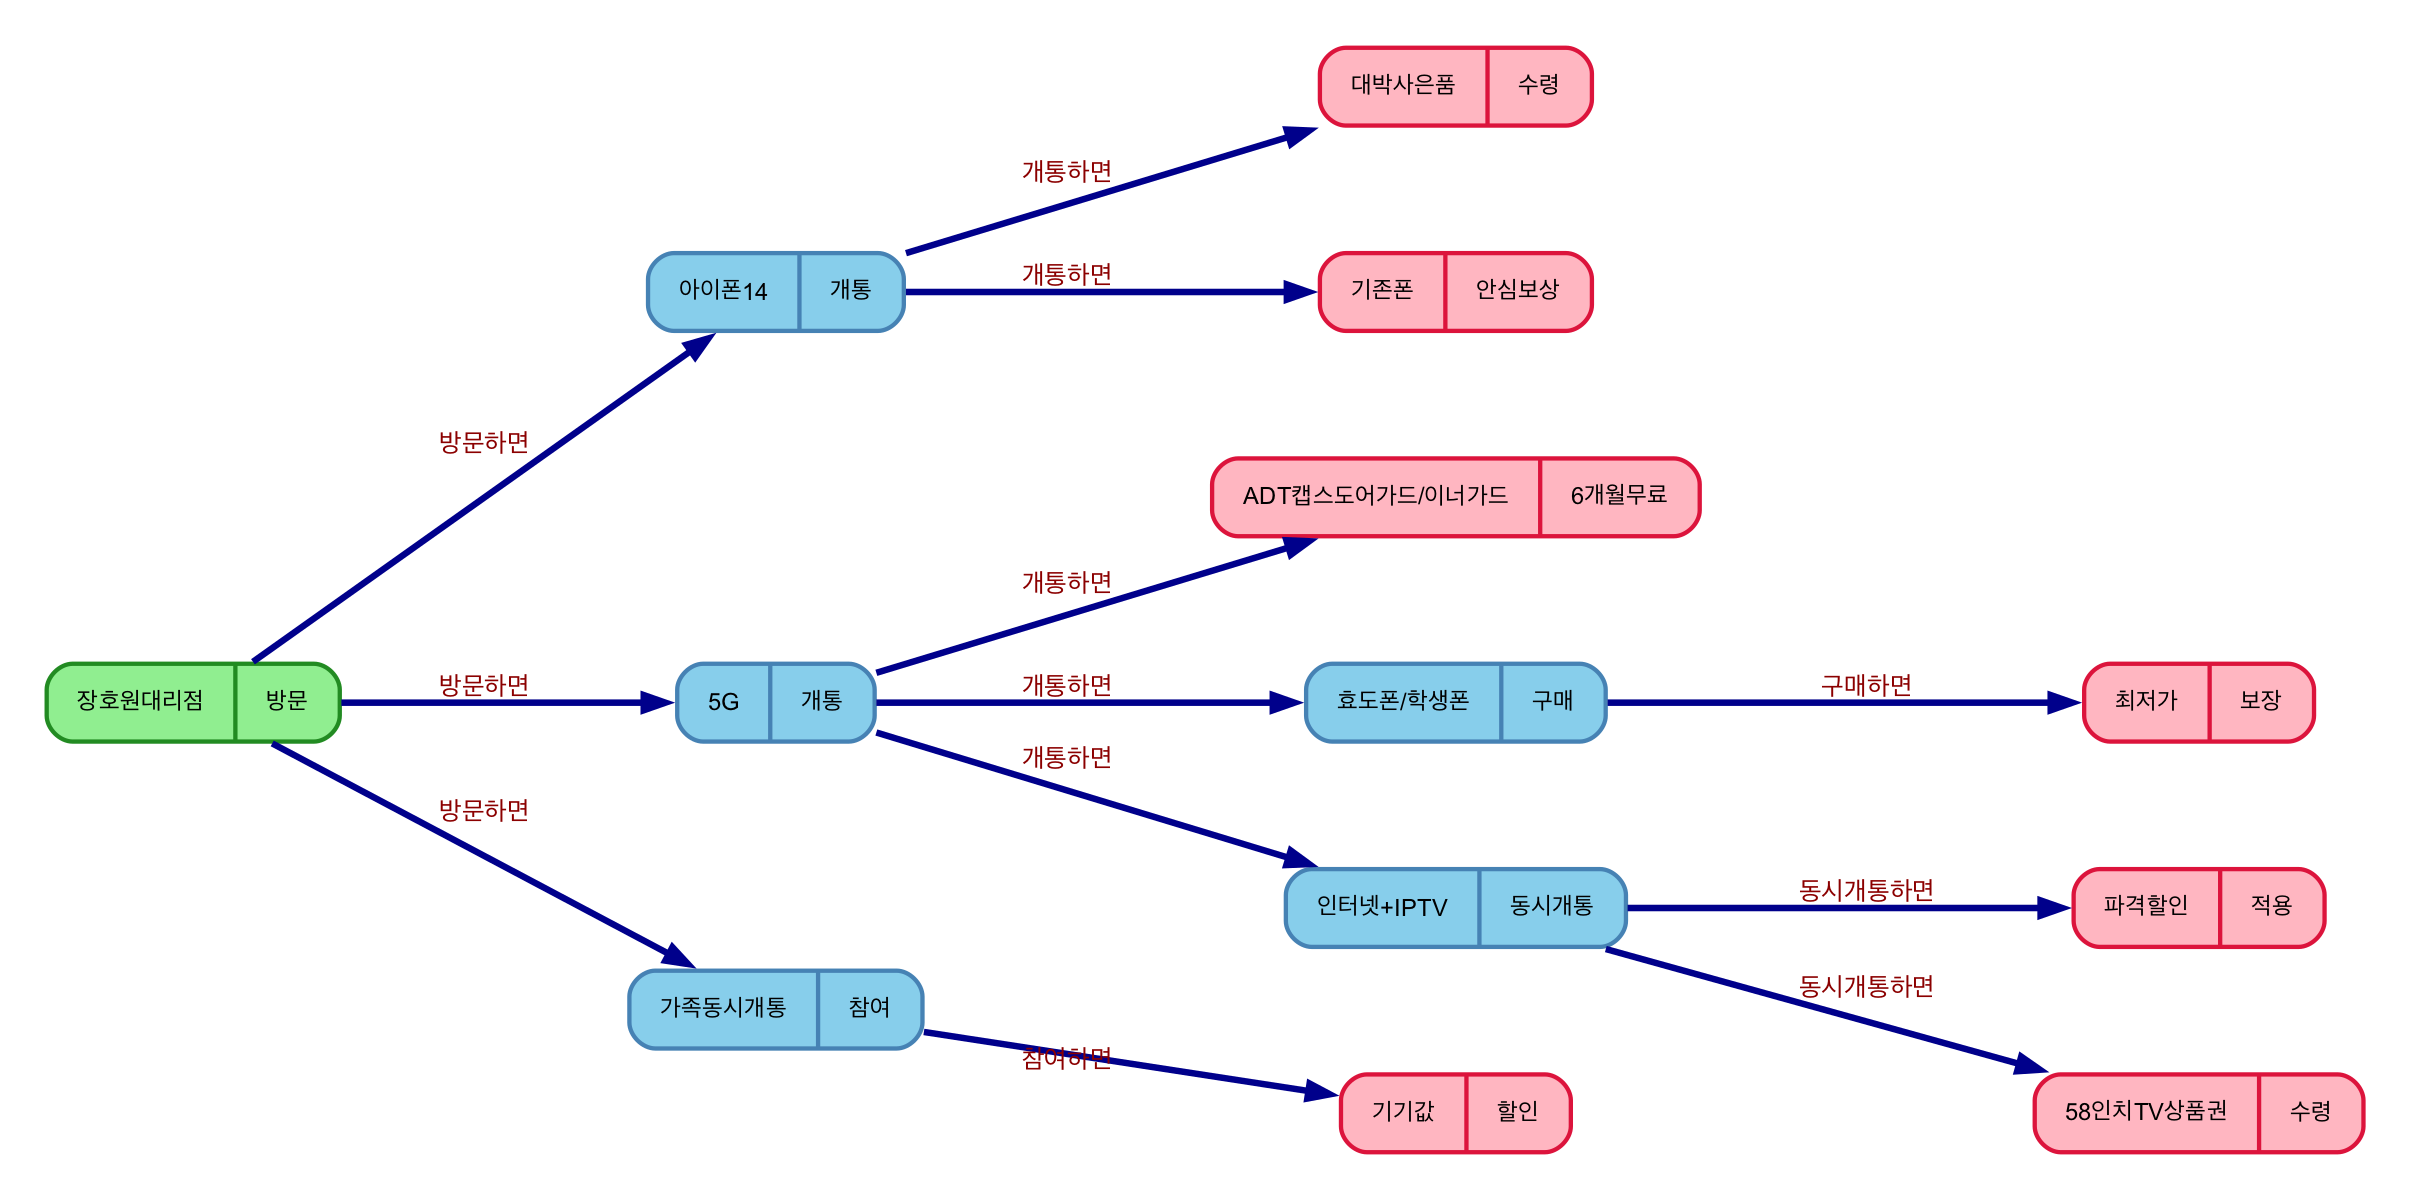 대박사은품 수령
개통하면
아이폰14 개통
개통하면
기존폰 안심보상
방문하면
ADT캡스도어가드/이너가드 6개월무료
개통하면
장호원대리점 방문
방문하면
5G 개통
개통하면
효도폰/학생폰 구매
구매하면
최저가 보장
개통하면
방문하면
인터넷+IPTV 동시개통
동시개통하면
파격할인 적용
동시개통하면
가족동시개통 참여
참여하면
기기값 할인
58인치TV상품권 수령